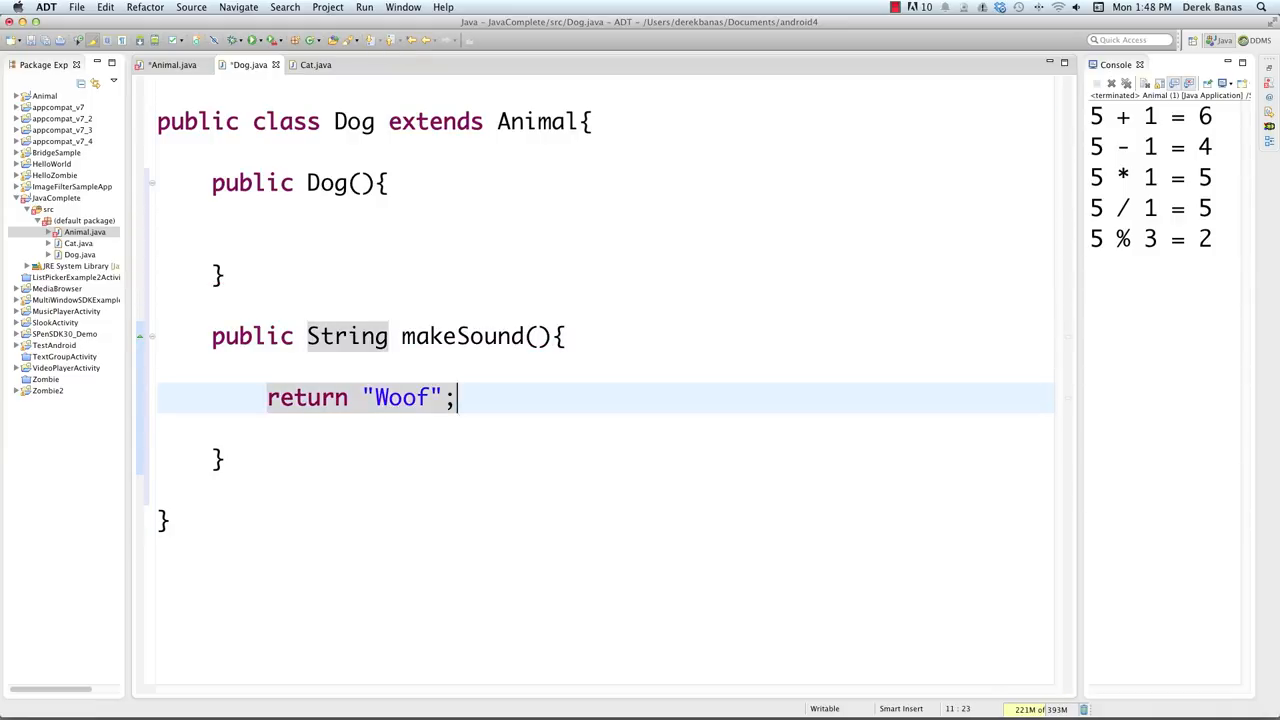 ADT File Edit Refactor Source Navigate Search Project Run Window Help 10 Mon 1:48 PM Derek Banas
Java - JavaComplete/src/Dog.java - ADT - /Users/derekbanas/Documents/android4
Quick Access Java DDMS
Package Exp
*Animal.java *Dog.java Cat.java
Console
<terminated> Animal (1) [Java Application] /S
Animal
appcompat_v7
appcompat_v7_2
appcompat_v7_3
appcompat_v7_4
BridgeSample
HelloWorld
HelloZombie
ImageFilterSampleApp
JavaComplete
src
(default package)
Animal.java
Cat.java
Dog.java
JRE System Library [Ja
ListPickerExample2Activi
MediaBrowser
MultiWindowSDKExample
MusicPlayerActivity
SlookActivity
SPenSDK30_Demo
TestAndroid
TextGroupActivity
VideoPlayerActivity
Zombie
Zombie2
public class Dog extends Animal{
public Dog(){
}
public String makeSound(){
return "Woof";
}
}
5 + 1 = 6
5 - 1 = 4
5 * 1 = 5
5 / 1 = 5
5 % 3 = 2
Writable Smart Insert 11 : 23 221M of 393M